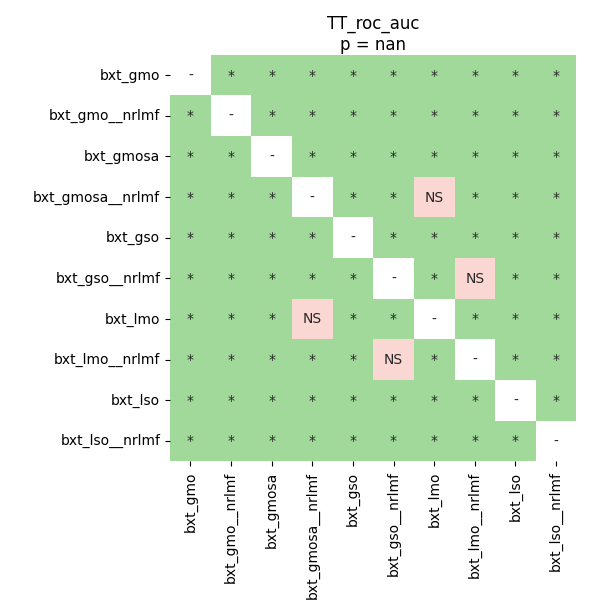 TT_roc_auc
p = nan
bxt_gmo - * * * * * * * * *
bxt_gmo__nrlmf * - * * * * * * * *
bxt_gmosa * * - * * * * * * *
bxt_gmosa__nrlmf * * * - * * NS * * *
bxt_gso * * * * - * * * * *
bxt_gso__nrlmf * * * * * - * NS * *
bxt_lmo * * * NS * * - * * *
bxt_lmo__nrlmf * * * * * NS * - * *
bxt_lso * * * * * * * * - *
bxt_lso__nrlmf * * * * * * * * * -
bxt_gmo
bxt_gmo__nrlmf
bxt_gmosa
bxt_gmosa__nrlmf
bxt_gso
bxt_gso__nrlmf
bxt_lmo
bxt_lmo__nrlmf
bxt_lso
bxt_lso__nrlmf